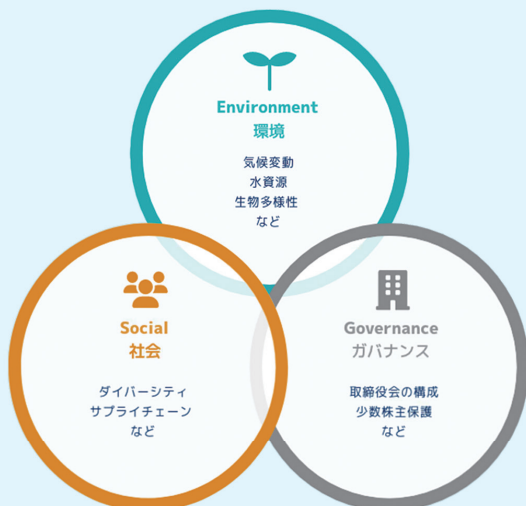 Environment
環境
気候変動
水資源
生物多様性
など
Social
社会
ダイバーシティ
サプライチェーン
など
Governance
ガバナンス
取締役会の構成
少数株主保護
など